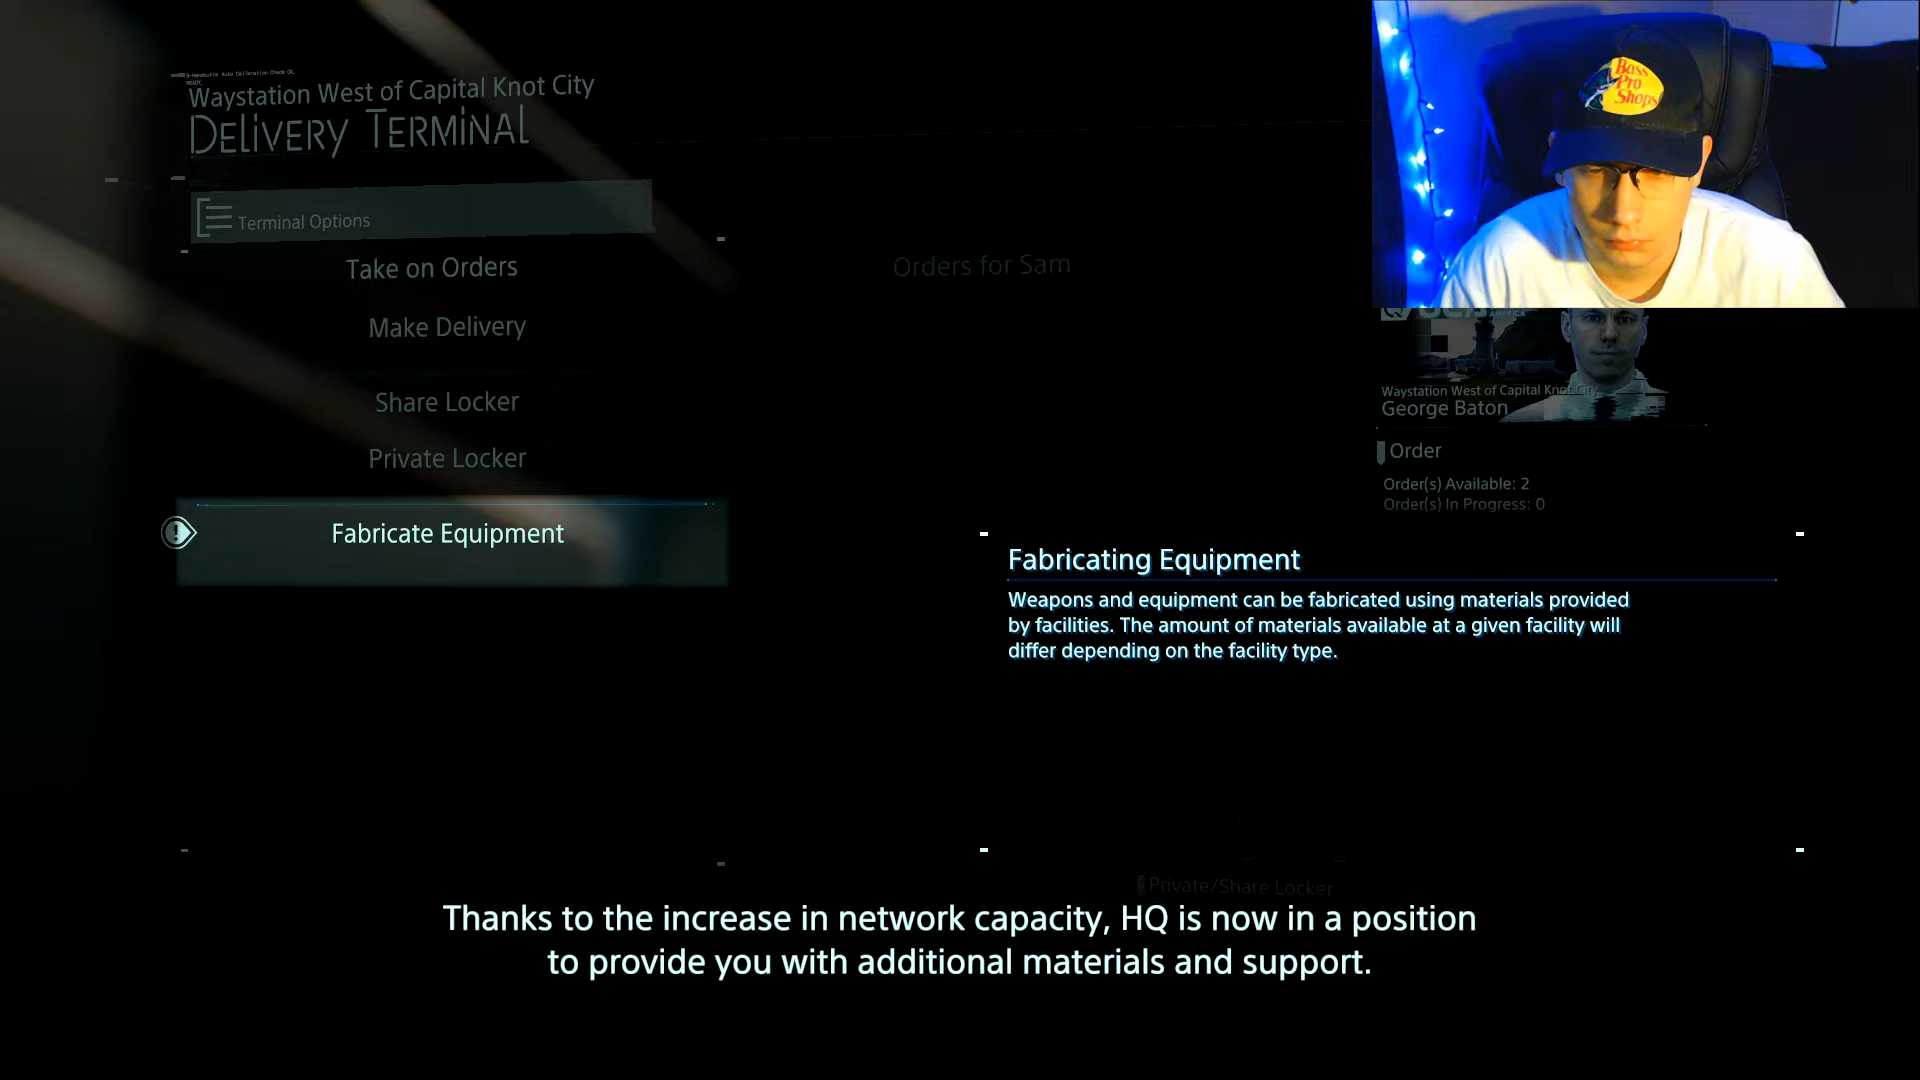 Waystation West of Capital Knot City
Delivery Terminal
Terminal Options
Take on Orders
Make Delivery
Share Locker
Private Locker
Fabricate Equipment
Orders for Sam
Bass
Pro
Shops
AMERICA
Waystation West of Capital Knot City
George Baton
Order
Order(s) Available: 2
Order(s) In Progress: 0
Fabricating Equipment
Weapons and equipment can be fabricated using materials provided
by facilities. The amount of materials available at a given facility will
differ depending on the facility type.
Private/Share Locker
Thanks to the increase in network capacity, HQ is now in a position
to provide you with additional materials and support.